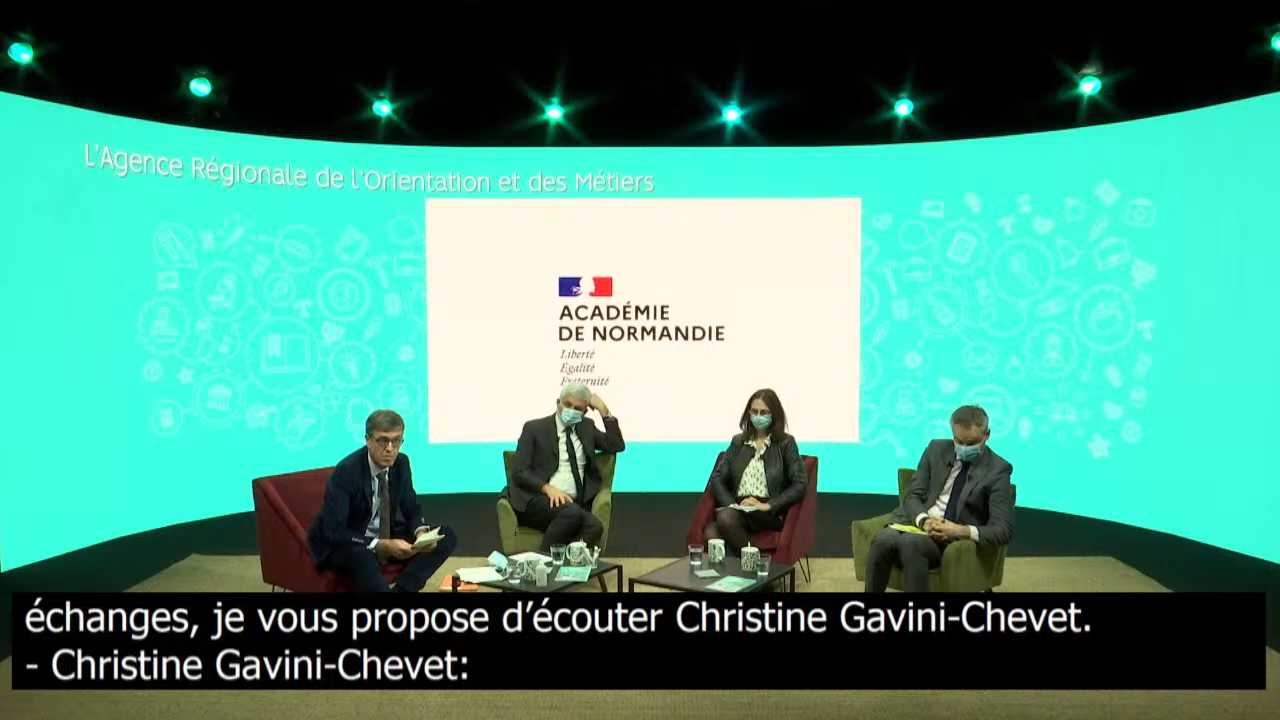 L'Agence Régionale de l'Orientation et des Métiers
ACADÉMIE
DE NORMANDIE
Liberté
Égalité
Fraternité
échanges, je vous propose d'écouter Christine Gavini-Chevet.
- Christine Gavini-Chevet: